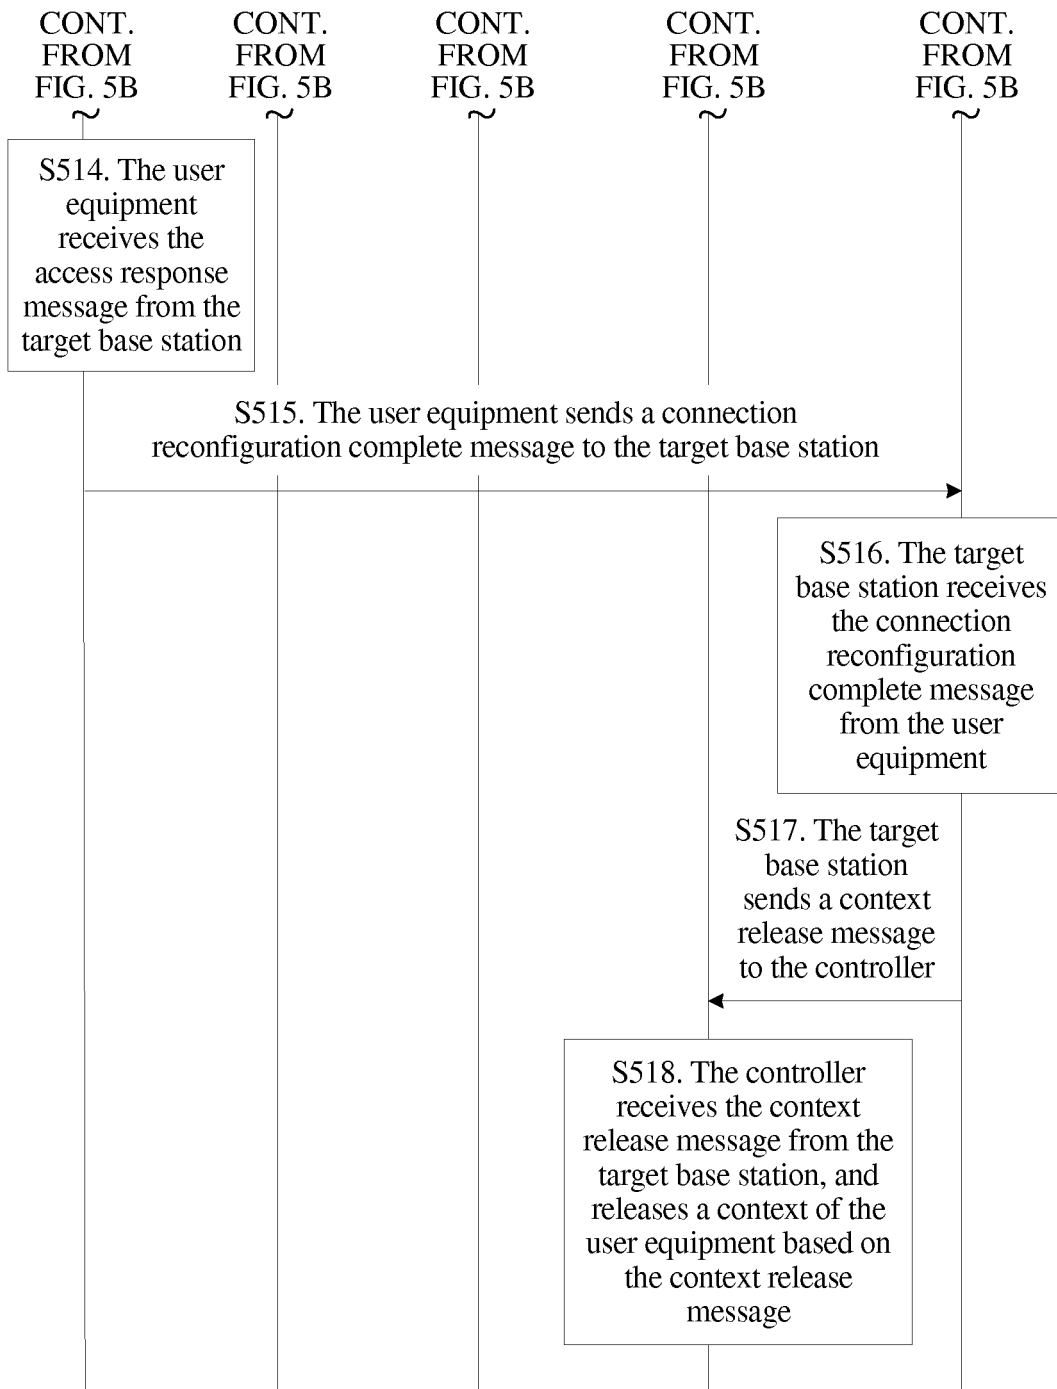 CONT.
FROM
FIG. 5B
CONT.
FROM
FIG. 5B
CONT.
FROM
FIG. 5B
CONT.
FROM
FIG. 5B
CONT.
FROM
FIG. 5B
S514. The user
equipment
receives the
access response
message from the
target base station
S515. The user equipment sends a connection
reconfiguration complete message to the target base station
S516. The target
base station receives
the connection
reconfiguration
complete message
from the user
equipment
S517. The target
base station
sends a context
release message
to the controller
S518. The controller
receives the context
release message from the
target base station, and
releases a context of the
user equipment based on
the context release
message